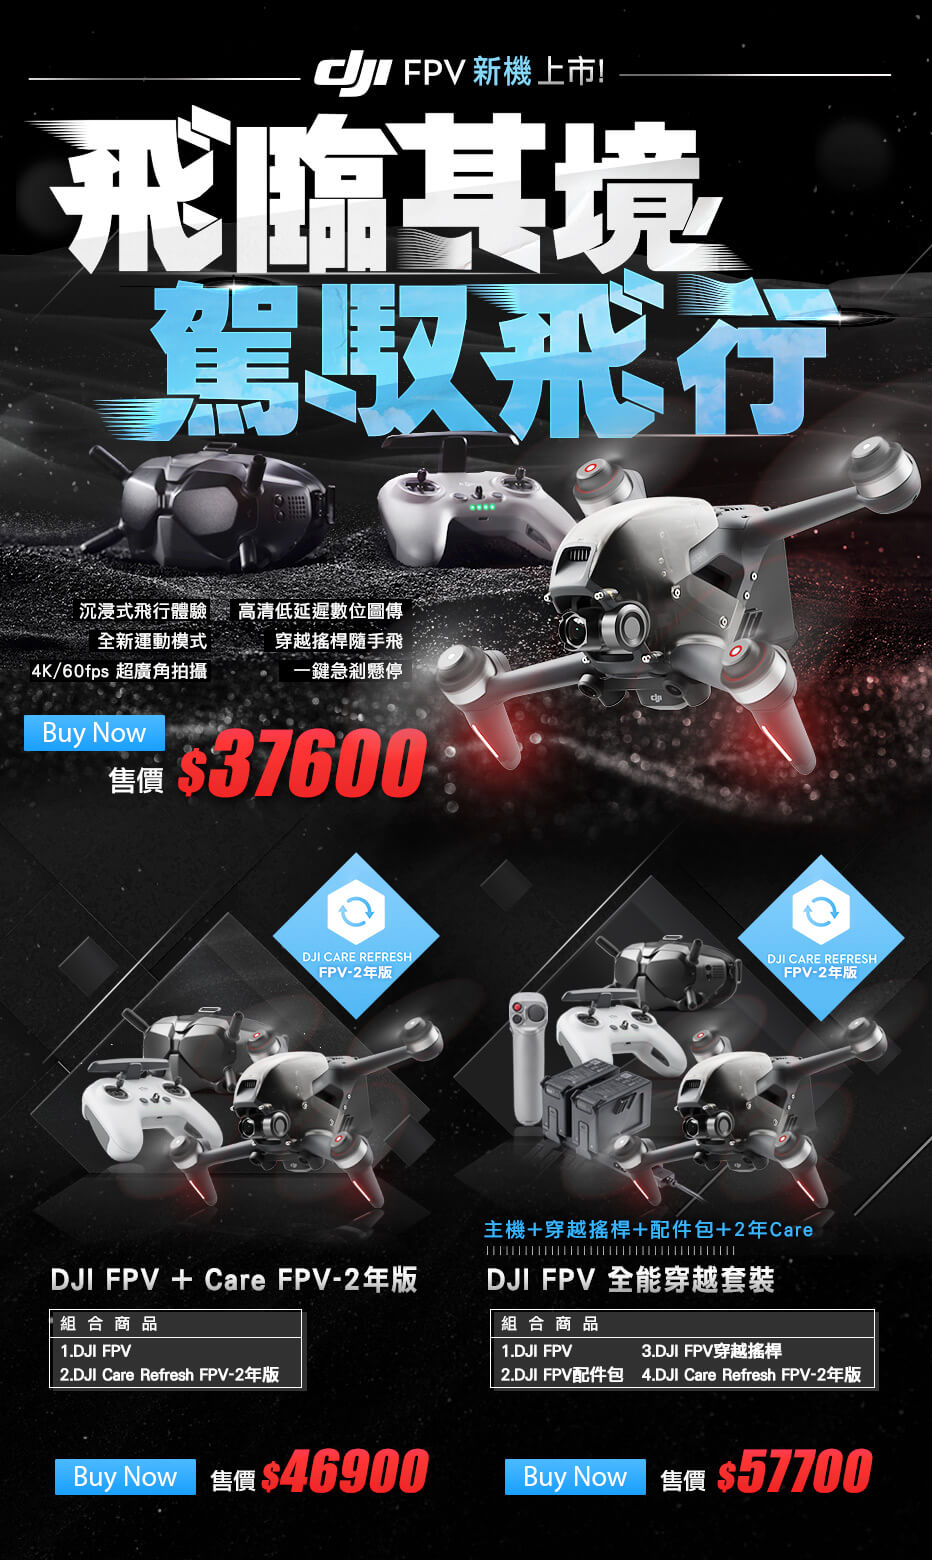 dji FPV 新機上市!
飛臨其境
駕馭飛行
沉浸式飛行體驗 高清低延遲數位圖傳
全新運動模式 穿越搖桿隨手飛
4K/60fps 超廣角拍攝 一鍵急剎懸停
Buy Now
售價 $37600
DJI CARE REFRESH
FPV-2年版
DJI CARE REFRESH
FPV-2年版
dji
主機+穿越搖桿+配件包+2年Care
DJI FPV + Care FPV-2年版
組合商品
1.DJI FPV
2.DJI Care Refresh FPV-2年版
Buy Now 售價 $46900
DJI FPV 全能穿越套裝
組合商品
1.DJI FPV 3.DJI FPV穿越搖桿
2.DJI FPV配件包 4.DJI Care Refresh FPV-2年版
Buy Now 售價 $57700